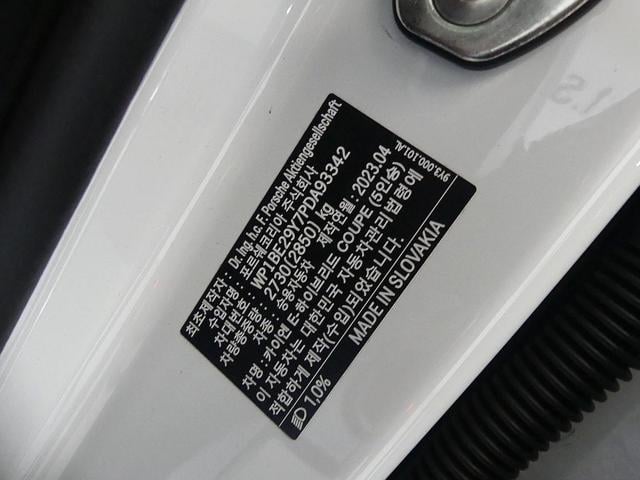 최초제작자 : Dr. Ing. h.c. F. Porsche Aktiengesellschaft
수입자명 : 포르쉐코리아 주식회사
차대번호 : WP1BE29Y7PDA93342
차량총중량 : 2730(2850) kg
차종 : 승용자동차 제작연월 : 2023.04
차명 : 카이엔 E-하이브리드 COUPE (5인승)
이 자동차는 대한민국 자동차관리법령에
적합하게 제작(수입)되었습니다.
1,0% MADE IN SLOVAKIA
9Y3.000.101.AL